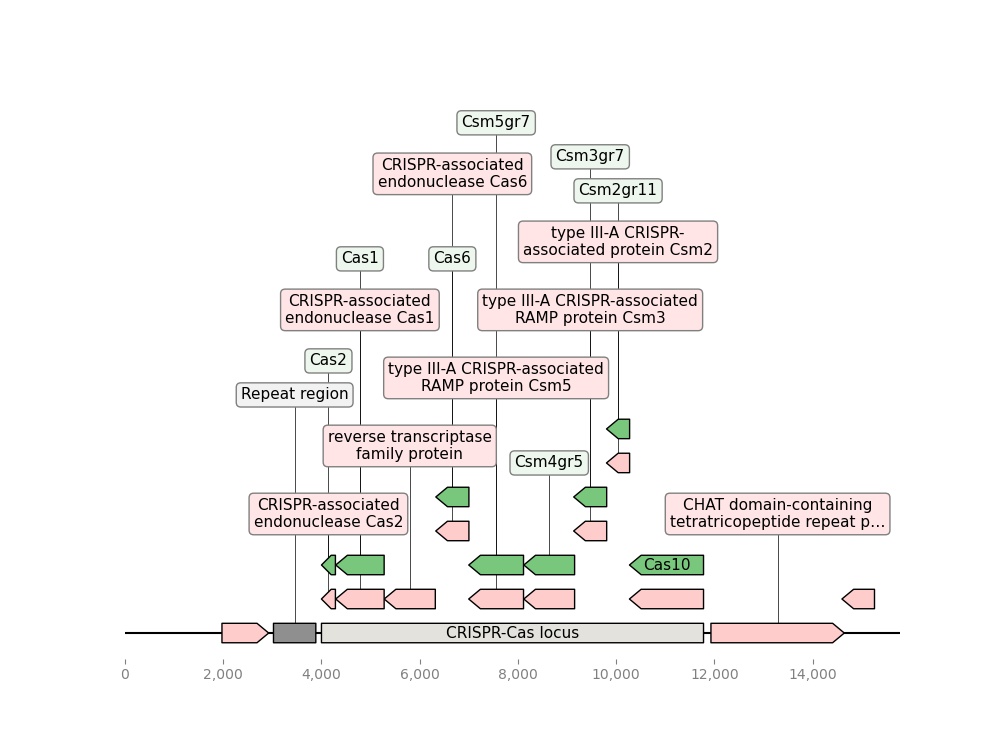 Csm5gr7
Csm3gr7
CRISPR-associated
endonuclease Cas6
Csm2gr11
type III-A CRISPR-
associated protein Csm2
Cas1
Cas6
CRISPR-associated
endonuclease Cas1
type III-A CRISPR-associated
RAMP protein Csm3
Cas2
type III-A CRISPR-associated
RAMP protein Csm5
Repeat region
reverse transcriptase
family protein
Csm4gr5
CRISPR-associated
endonuclease Cas2
CHAT domain-containing
tetratricopeptide repeat p...
Cas10
CRISPR-Cas locus
0 2,000 4,000 6,000 8,000 10,000 12,000 14,000